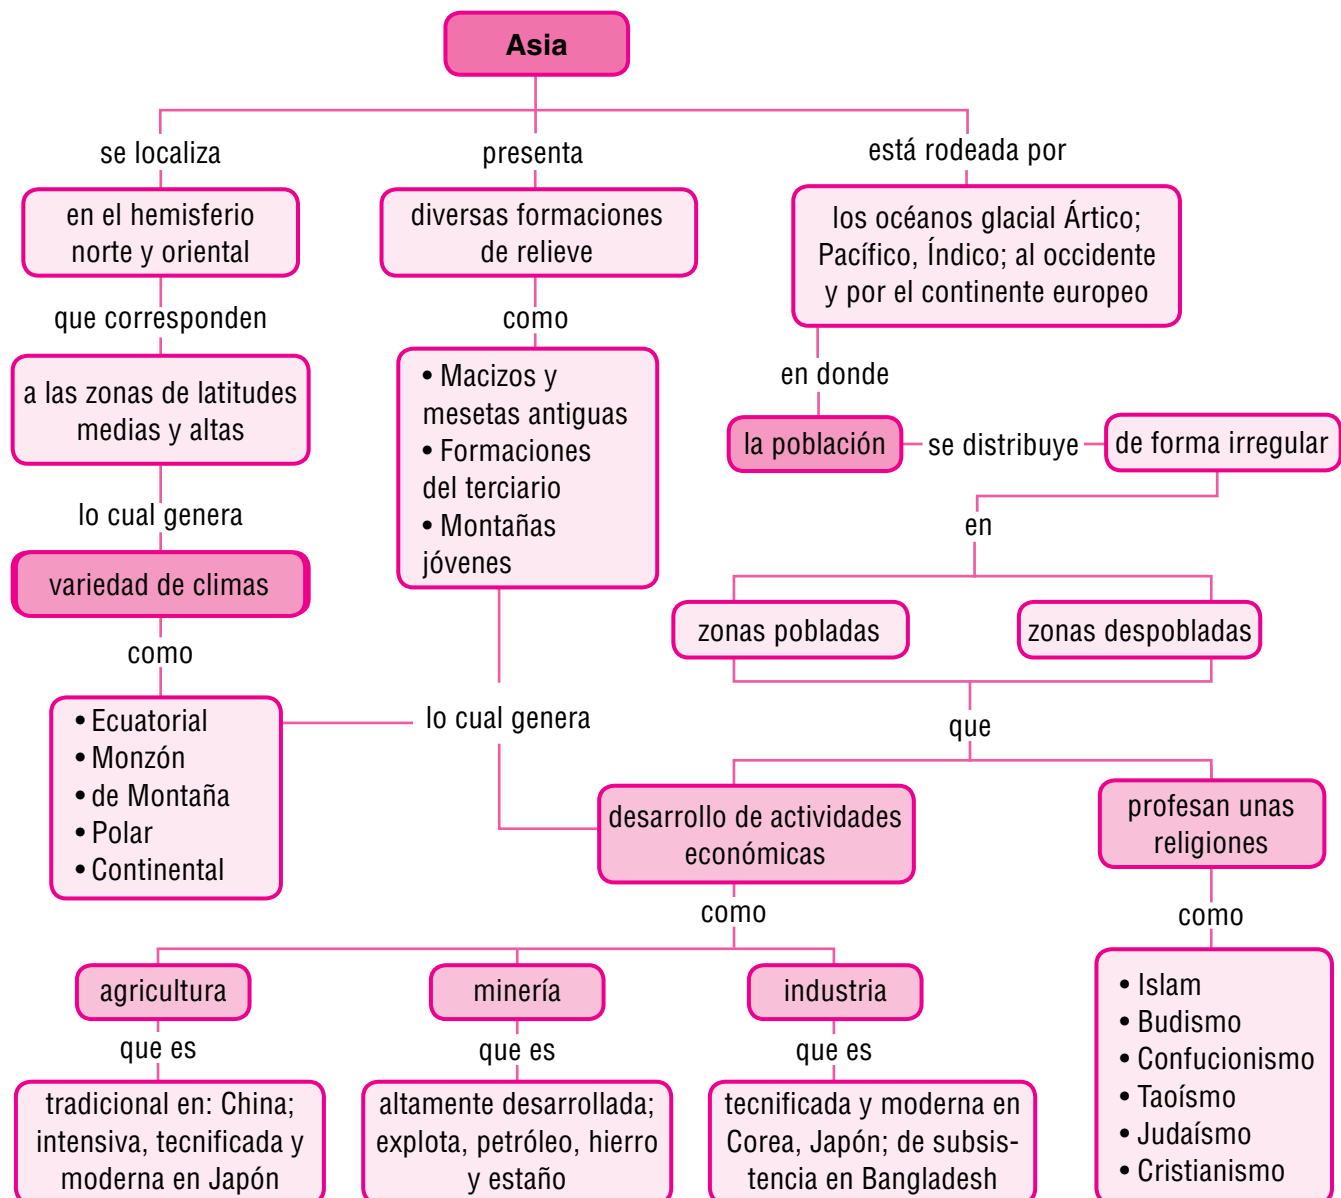 Asia
se localiza
presenta
está rodeada por
en el hemisferio
norte y oriental
diversas formaciones
de relieve
los océanos glacial Ártico;
Pacífico, Índico; al occidente
y por el continente europeo
que corresponden
como
en donde
a las zonas de latitudes
medias y altas
• Macizos y
mesetas antiguas
• Formaciones
del terciario
• Montañas
jóvenes
la población
se distribuye
de forma irregular
lo cual genera
en
variedad de climas
zonas pobladas
zonas despobladas
como
• Ecuatorial
• Monzón
• de Montaña
• Polar
• Continental
lo cual genera
que
desarrollo de actividades
económicas
profesan unas
religiones
como
como
agricultura
minería
industria
• Islam
• Budismo
• Confucionismo
• Taoísmo
• Judaísmo
• Cristianismo
que es
que es
que es
tradicional en: China;
intensiva, tecnificada y
moderna en Japón
altamente desarrollada;
explota, petróleo, hierro
y estaño
tecnificada y moderna en
Corea, Japón; de subsis-
tencia en Bangladesh